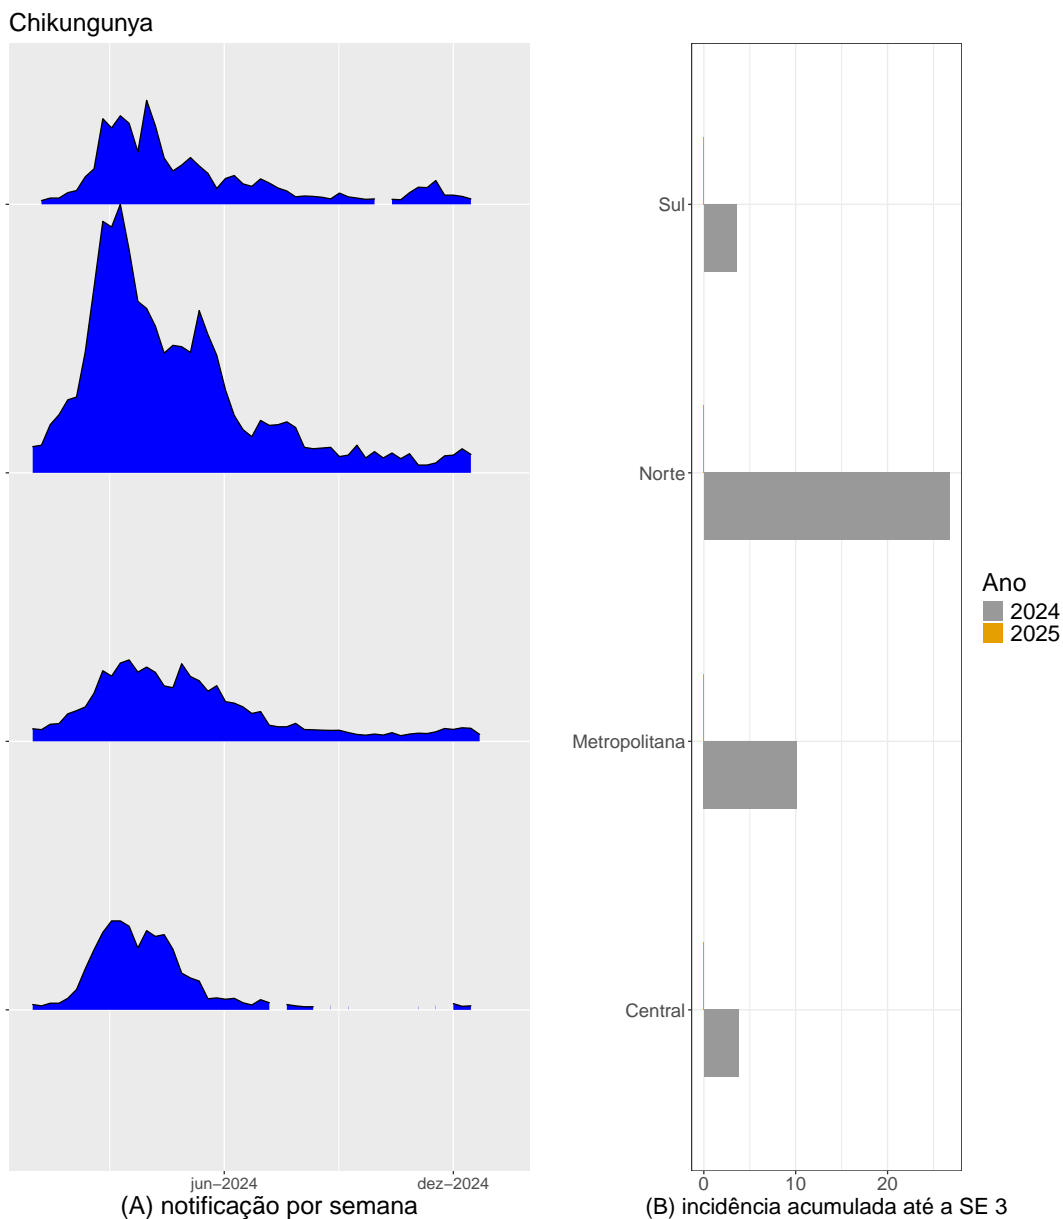 Chikungunya
jun–2024
dez–2024
(A) notificação por semana
Sul
Norte
Metropolitana
Central
0
10
20
(B) incidência acumulada até a SE 3
Ano
2024
2025